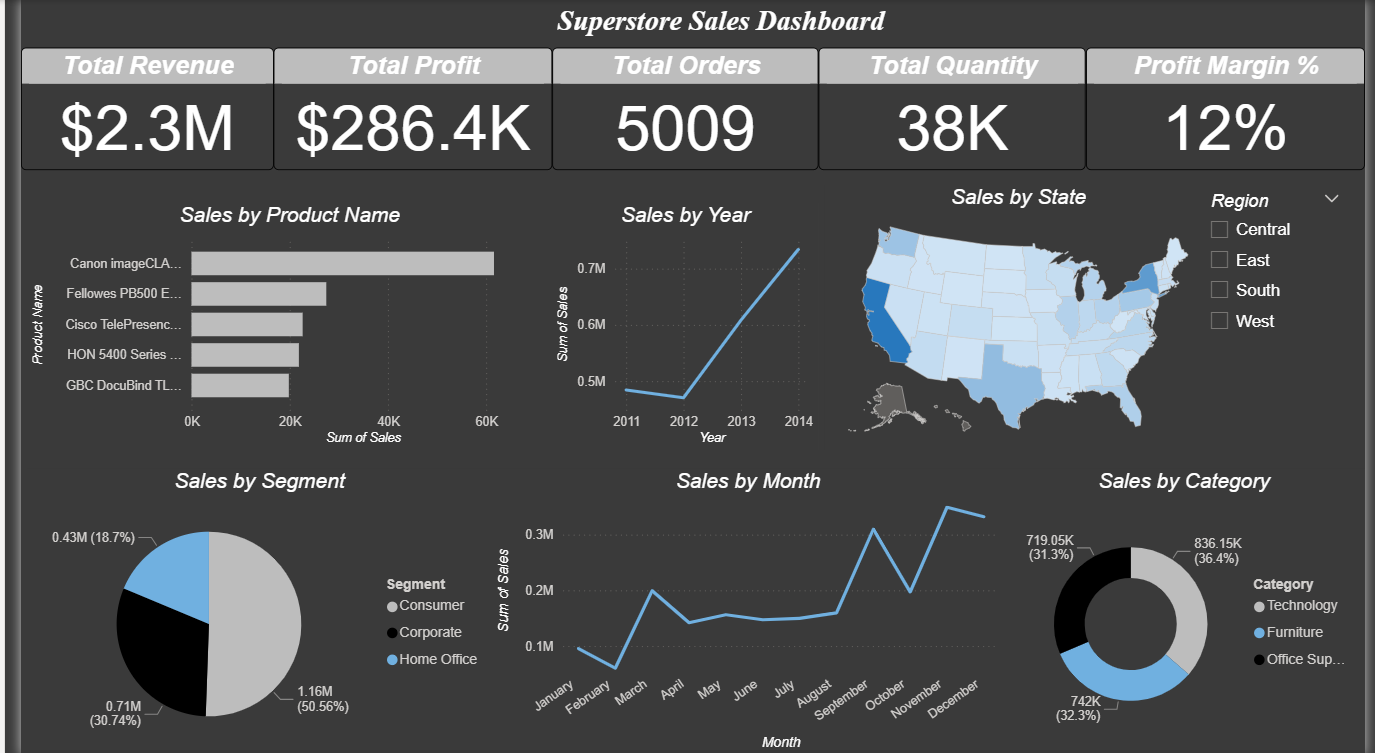 Superstore Sales Dashboard
Total Revenue
$2.3M
Total Profit
$286.4K
Total Orders
5009
Total Quantity
38K
Profit Margin %
12%
Sales by Product Name
Product Name
Canon imageCLA...
Fellowes PB500 E...
Cisco TelePresenc...
HON 5400 Series ...
GBC DocuBind TL...
0K 20K 40K 60K
Sum of Sales
Sales by Year
Sum of Sales
0.7M
0.6M
0.5M
2011 2012 2013 2014
Year
Sales by State
Region
Central
East
South
West
Sales by Segment
0.43M (18.7%)
0.71M
(30.74%)
1.16M
(50.56%)
Segment
Consumer
Corporate
Home Office
Sales by Month
Sum of Sales
0.3M
0.2M
0.1M
January February March April May June July August September October November December
Month
Sales by Category
719.05K
(31.3%)
836.15K
(36.4%)
742K
(32.3%)
Category
Technology
Furniture
Office Sup...